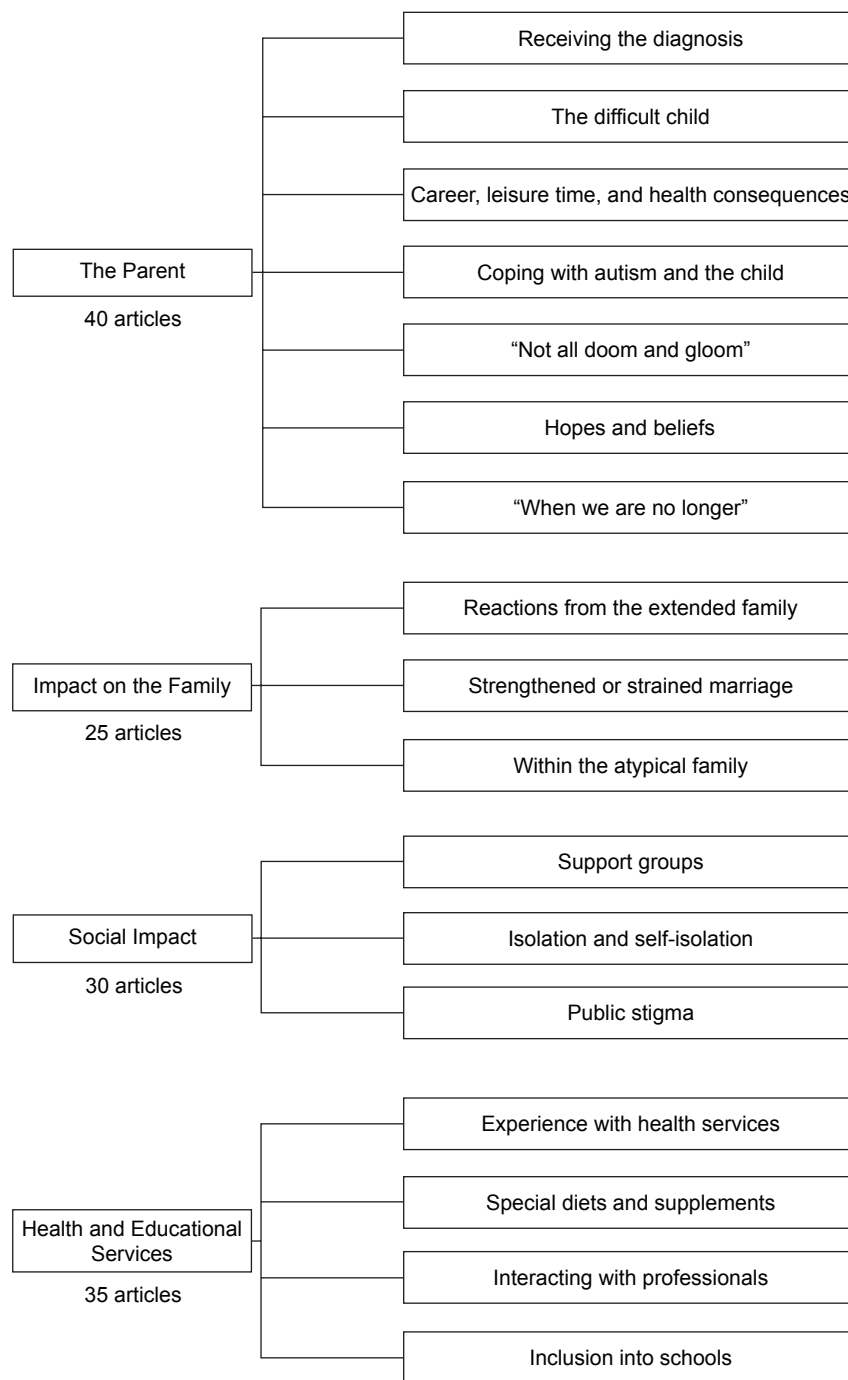 Receiving the diagnosis
The difficult child
Career, leisure time, and health consequences
The Parent
40 articles
Coping with autism and the child
“Not all doom and gloom”
Hopes and beliefs
“When we are no longer”
Reactions from the extended family
Impact on the Family
25 articles
Strengthened or strained marriage
Within the atypical family
Support groups
Social Impact
30 articles
Isolation and self-isolation
Public stigma
Experience with health services
Special diets and supplements
Health and Educational
Services
35 articles
Interacting with professionals
Inclusion into schools